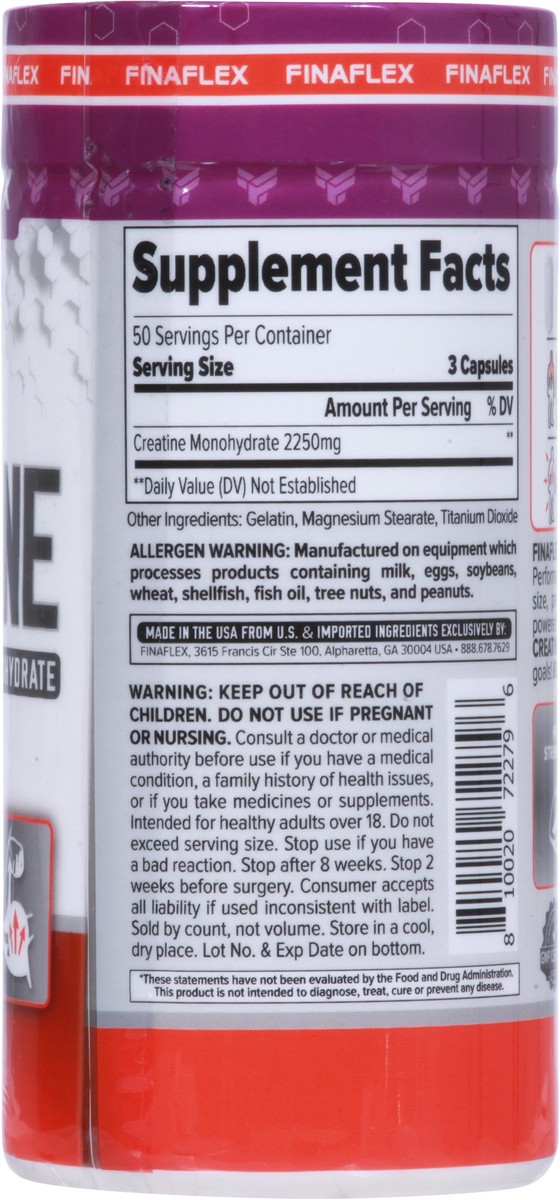 FINAFLEX FINAFLEX FINAFLEX
Supplement Facts
50 Servings Per Container
Serving Size 3 Capsules
Amount Per Serving % DV
Creatine Monohydrate 2250mg **
**Daily Value (DV) Not Established
Other Ingredients: Gelatin, Magnesium Stearate, Titanium Dioxide
ALLERGEN WARNING: Manufactured on equipment which
processes products containing milk, eggs, soybeans,
wheat, shellfish, fish oil, tree nuts, and peanuts.
MADE IN THE USA FROM U.S. & IMPORTED INGREDIENTS EXCLUSIVELY BY:
FINAFLEX, 3615 Francis Cir Ste 100, Alpharetta, GA 30004 USA • 888.678.7629
WARNING: KEEP OUT OF REACH OF
CHILDREN. DO NOT USE IF PREGNANT
OR NURSING. Consult a doctor or medical
authority before use if you have a medical
condition, a family history of health issues,
or if you take medicines or supplements.
Intended for healthy adults over 18. Do not
exceed serving size. Stop use if you have
a bad reaction. Stop after 8 weeks. Stop 2
weeks before surgery. Consumer accepts
all liability if used inconsistent with label.
Sold by count, not volume. Store in a cool,
dry place. Lot No. & Exp Date on bottom.
8 10020 72279 6
*These statements have not been evaluated by the Food and Drug Administration.
This product is not intended to diagnose, treat, cure or prevent any disease.
NE
YDRATE